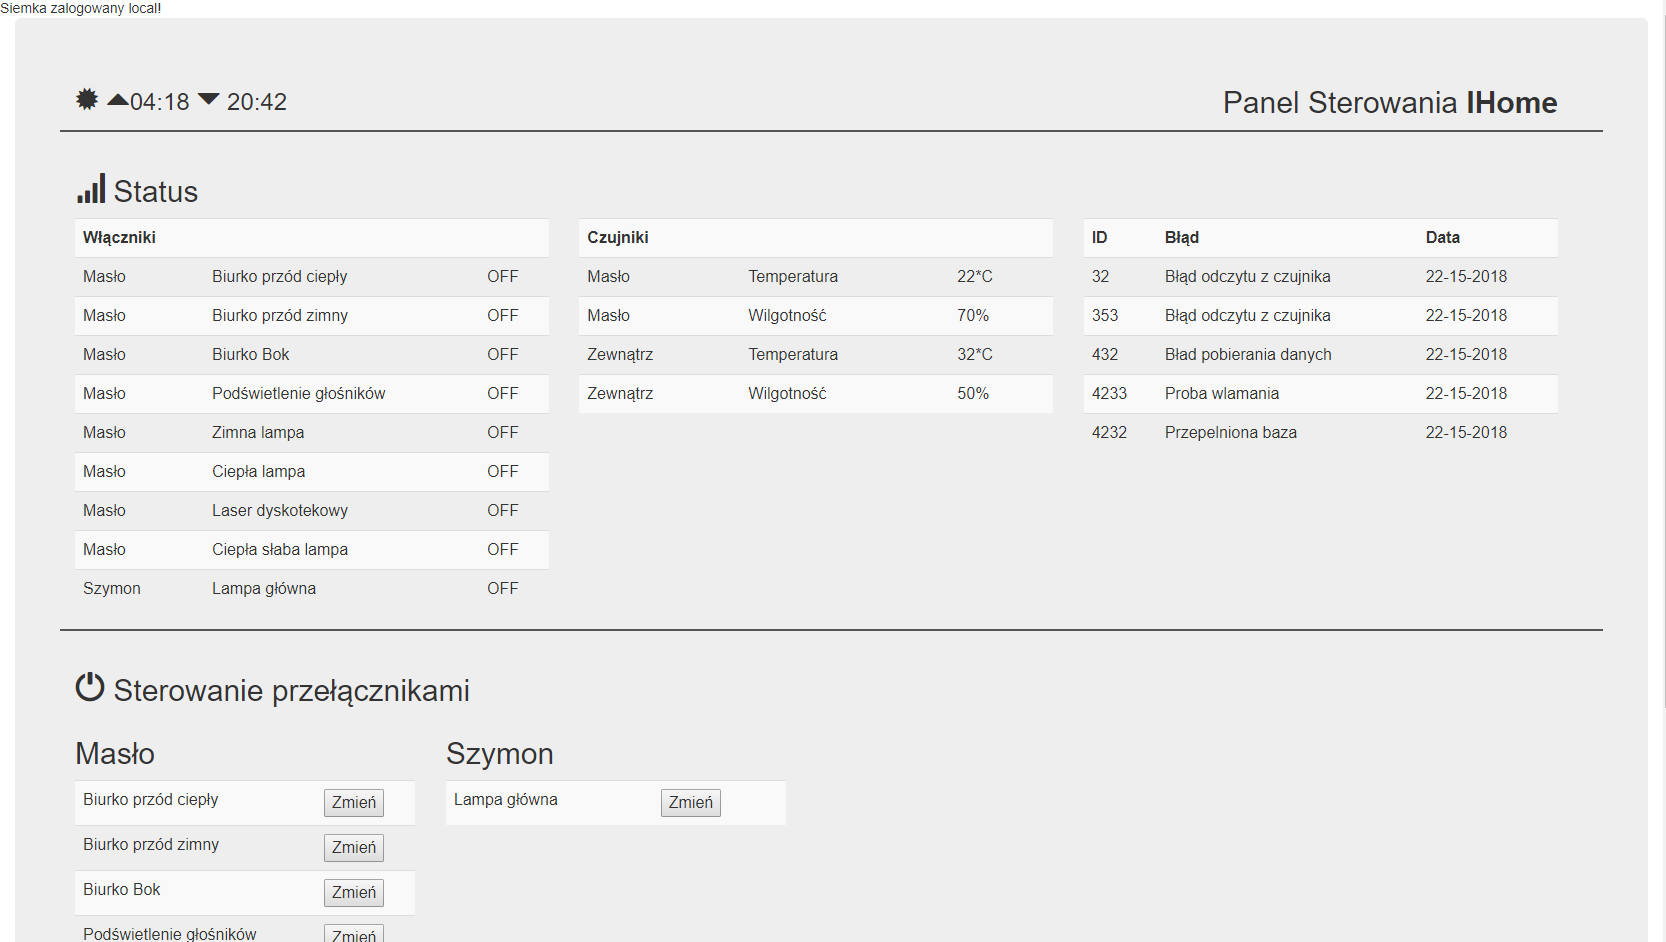 Siemka zalogowany local!
04:18 20:42
Panel Sterowania IHome
Status
Włączniki
Masło Biurko przód ciepły OFF
Masło Biurko przód zimny OFF
Masło Biurko Bok OFF
Masło Podświetlenie głośników OFF
Masło Zimna lampa OFF
Masło Ciepła lampa OFF
Masło Laser dyskotekowy OFF
Masło Ciepła słaba lampa OFF
Szymon Lampa główna OFF
Czujniki
Masło Temperatura 22*C
Masło Wilgotność 70%
Zewnątrz Temperatura 32*C
Zewnątrz Wilgotność 50%
ID Błąd Data
32 Błąd odczytu z czujnika 22-15-2018
353 Błąd odczytu z czujnika 22-15-2018
432 Bład pobierania danych 22-15-2018
4233 Proba wlamania 22-15-2018
4232 Przepelniona baza 22-15-2018
Sterowanie przełącznikami
Masło
Biurko przód ciepły Zmień
Biurko przód zimny Zmień
Biurko Bok Zmień
Podświetlenie głośników Zmień
Szymon
Lampa główna Zmień